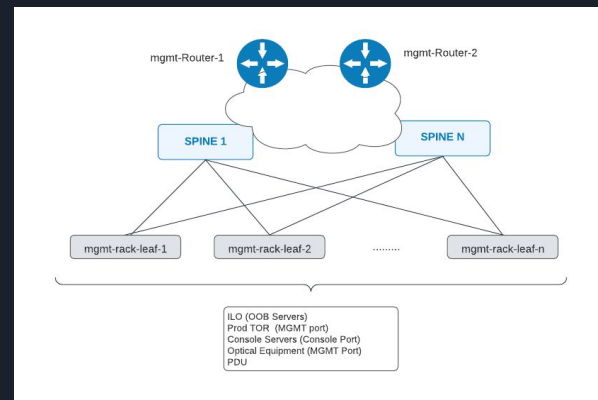 mgmt-Router-1
mgmt-Router-2
SPINE 1
SPINE N
mgmt-rack-leaf-1
mgmt-rack-leaf-2
.........
mgmt-rack-leaf-n
ILO (OOB Servers)
Prod TOR (MGMT port)
Console Servers (Console Port)
Optical Equipment (MGMT Port)
PDU